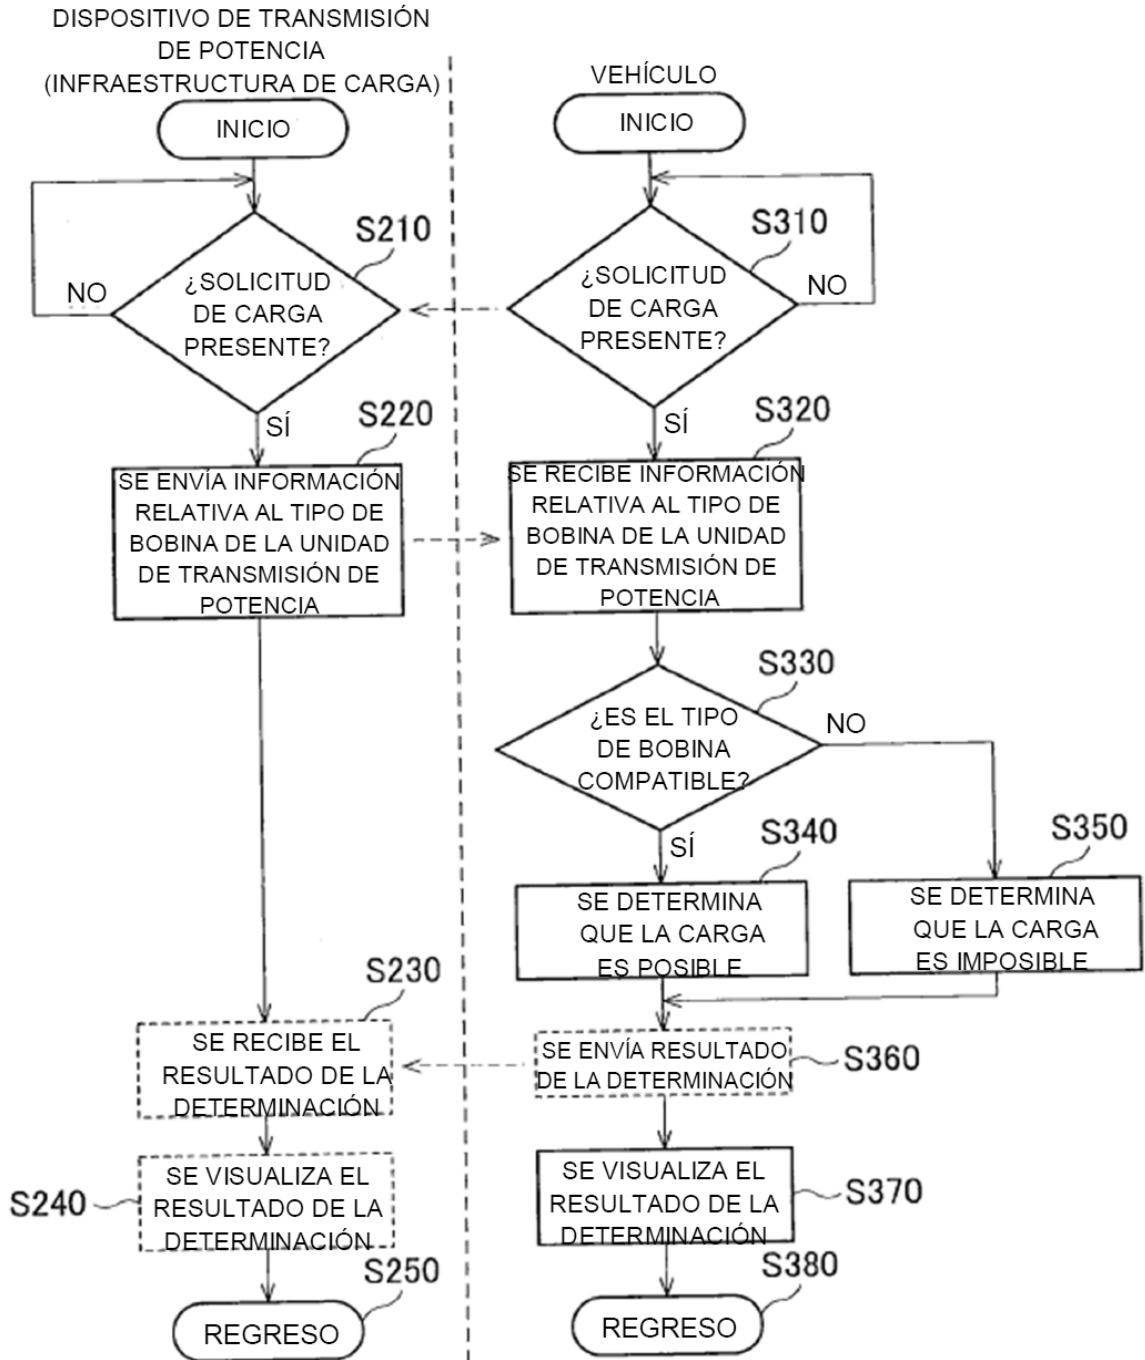 DISPOSITIVO DE TRANSMISIÓN
DE POTENCIA
(INFRAESTRUCTURA DE CARGA)
INICIO
S210
¿SOLICITUD
DE CARGA
PRESENTE?
NO
SÍ
S220
SE ENVÍA INFORMACIÓN
RELATIVA AL TIPO DE
BOBINA DE LA UNIDAD
DE TRANSMISIÓN DE
POTENCIA
S230
SE RECIBE EL
RESULTADO DE LA
DETERMINACIÓN
S240
SE VISUALIZA EL
RESULTADO DE LA
DETERMINACIÓN
S250
REGRESO
VEHÍCULO
INICIO
S310
¿SOLICITUD
DE CARGA
PRESENTE?
NO
SÍ
S320
SE RECIBE INFORMACIÓN
RELATIVA AL TIPO DE
BOBINA DE LA UNIDAD
DE TRANSMISIÓN DE
POTENCIA
S330
¿ES EL TIPO
DE BOBINA
COMPATIBLE?
NO
SÍ
S340
SE DETERMINA
QUE LA CARGA
ES POSIBLE
S350
SE DETERMINA
QUE LA CARGA
ES IMPOSIBLE
SE ENVÍA RESULTADO
DE LA DETERMINACIÓN
S360
SE VISUALIZA EL
RESULTADO DE LA
DETERMINACIÓN
S370
S380
REGRESO